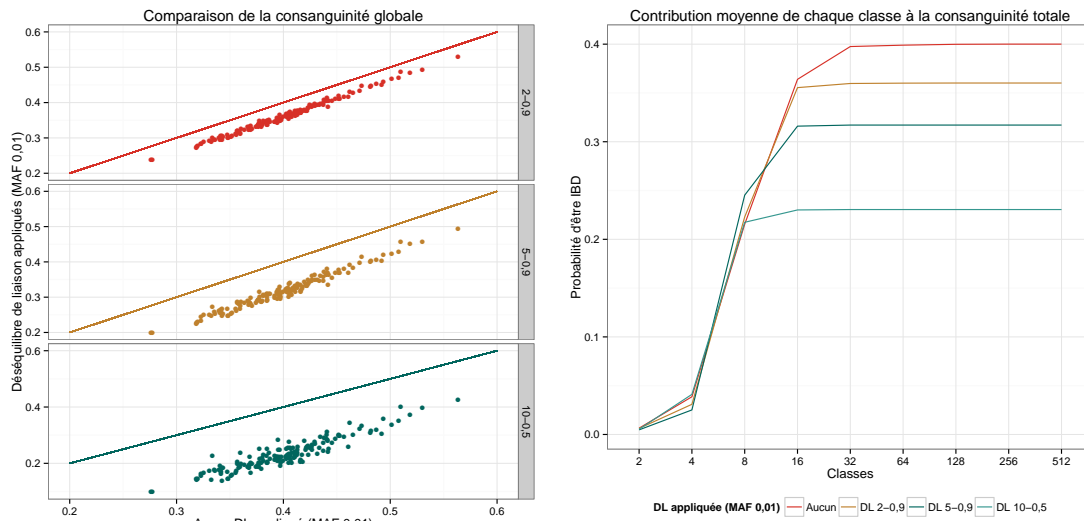 Comparaison de la consanguinité globale
Déséquilibre de liaison appliqués (MAF 0,01)
0.6
0.5
0.4
0.3
0.2
2−0,9
0.6
0.5
0.4
0.3
0.2
5−0,9
0.6
0.4
0.2
10−0,5
0.2 0.3 0.4 0.5 0.6
Contribution moyenne de chaque classe à la consanguinité totale
Probabilité d'être IBD
0.4
0.3
0.2
0.1
0.0
2 4 8 16 32 64 128 256 512
Classes
DL appliquée (MAF 0,01) Aucun DL 2−0,9 DL 5−0,9 DL 10−0,5